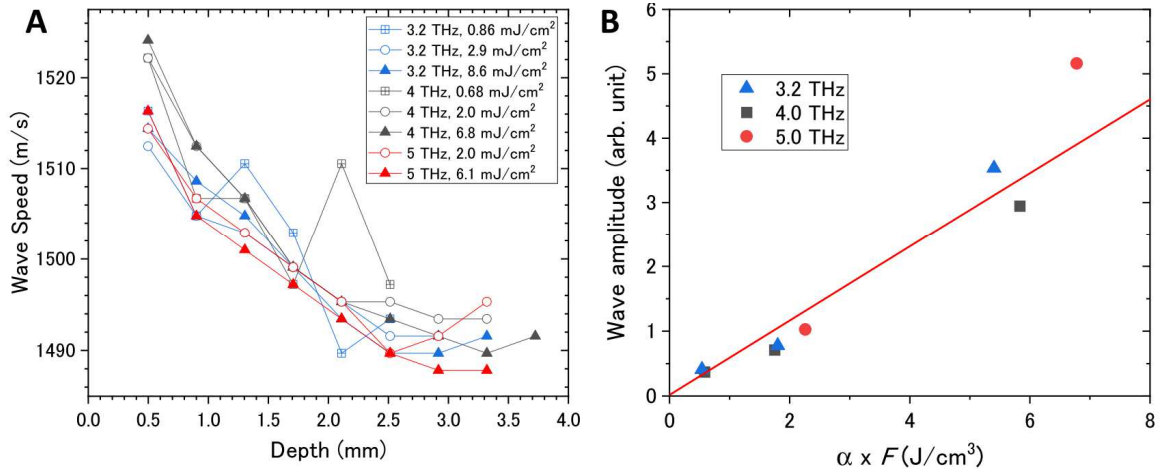 A
3.2 THz, 0.86 mJ/cm²
3.2 THz, 2.9 mJ/cm²
3.2 THz, 8.6 mJ/cm²
4 THz, 0.68 mJ/cm²
4 THz, 2.0 mJ/cm²
4 THz, 6.8 mJ/cm²
5 THz, 2.0 mJ/cm²
5 THz, 6.1 mJ/cm²
Wave Speed (m/s)
1520
1510
1500
1490
0.0 0.5 1.0 1.5 2.0 2.5 3.0 3.5 4.0
Depth (mm)
B
3.2 THz
4.0 THz
5.0 THz
Wave amplitude (arb. unit)
6
5
4
3
2
1
0
0 2 4 6 8
α x F (J/cm³)